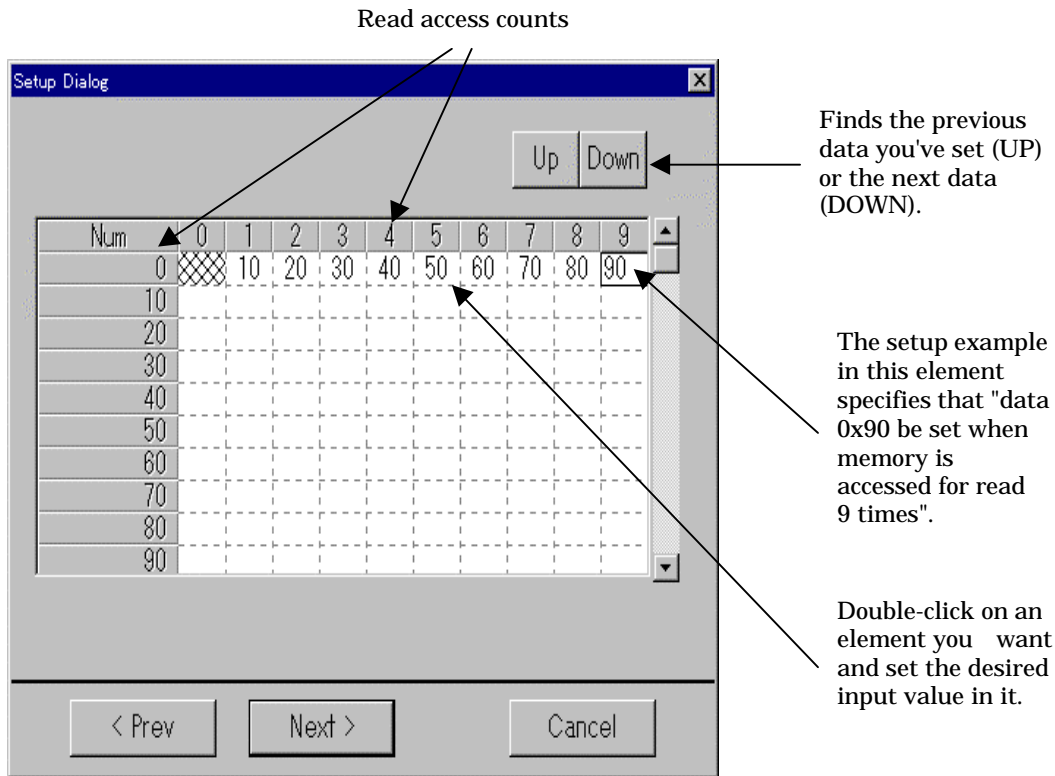 Read access counts
Setup Dialog
Up Down
Finds the previous
data you've set (UP)
or the next data
(DOWN).
Num 0 1 2 3 4 5 6 7 8 9
0 10 20 30 40 50 60 70 80 90
10
20
30
40
50
60
70
80
90
The setup example
in this element
specifies that "data
0x90 be set when
memory is
accessed for read
9 times".
Double-click on an
element you want
and set the desired
input value in it.
< Prev Next > Cancel